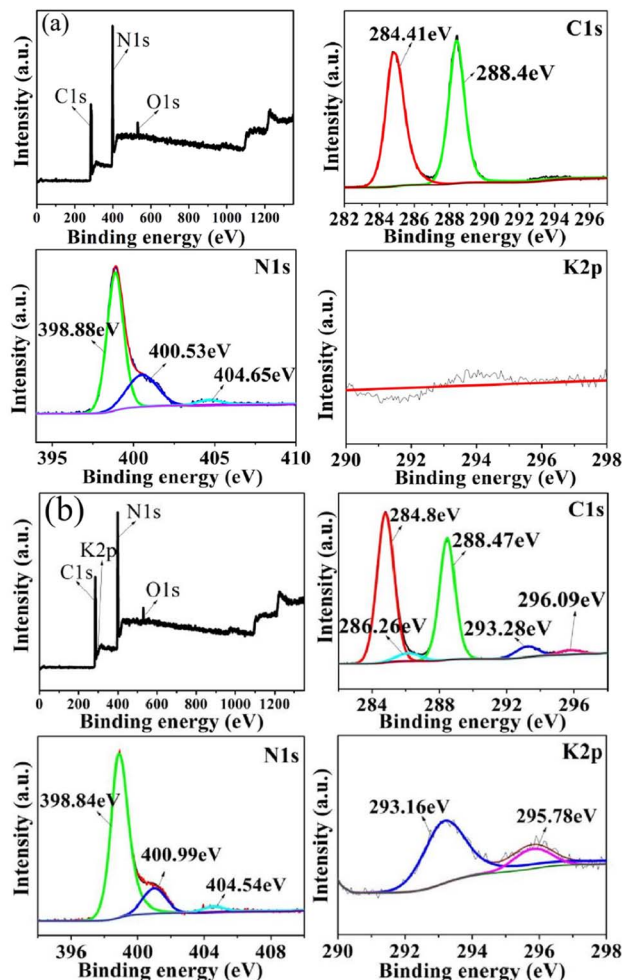 (a)
N1s
C1s
O1s
Intensity (a.u.)
0 200 400 600 800 1000 1200
Binding energy (eV)
C1s
284.41eV
288.4eV
Intensity (a.u.)
282 284 286 288 290 292 294 296
Binding energy (eV)
N1s
398.88eV
400.53eV
404.65eV
Intensity (a.u.)
395 400 405 410
Binding energy (eV)
K2p
Intensity (a.u.)
290 292 294 296 298
Binding energy (eV)
(b)
N1s
K2p
C1s
O1s
Intensity (a.u.)
0 200 400 600 800 1000 1200
Binding energy (eV)
C1s
284.8eV
288.47eV
286.26eV
293.28eV
296.09eV
Intensity (a.u.)
284 288 292 296
Binding energy (eV)
N1s
398.84eV
400.99eV
404.54eV
Intensity (a.u.)
396 400 404 408
Binding energy (eV)
K2p
293.16eV
295.78eV
Intensity (a.u.)
290 292 294 296 298
Binding energy (eV)